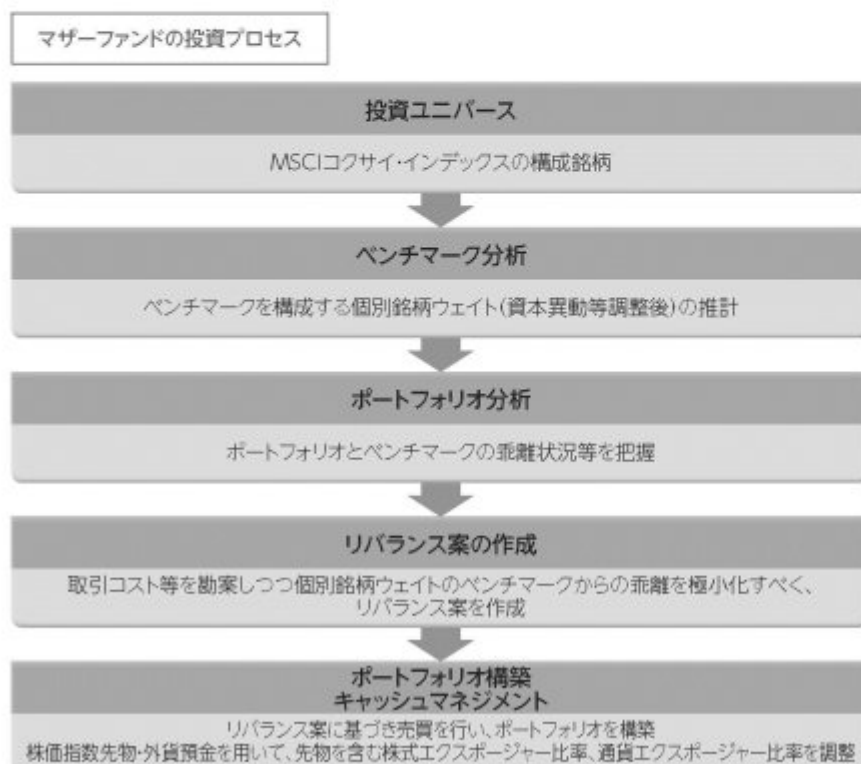 マザーファンドの投資プロセス
投資ユニバース
MSCIコクサイ･インデックスの構成銘柄
ベンチマーク分析
ベンチマークを構成する個別銘柄ウェイト(資本異動等調整後)の推計
ポートフォリオ分析
ポートフォリオとベンチマークの乖離状況等を把握
リバランス案の作成
取引コスト等を勘案しつつ個別銘柄ウェイトのベンチマークからの乖離を極小化すべく、
リバランス案を作成
ポートフォリオ構築
キャッシュマネジメント
リバランス案に基づき売買を行い、ポートフォリオを構築
株価指数先物･外貨預金を用いて、先物を含む株式エクスポージャー比率、通貨エクスポージャー比率を調整